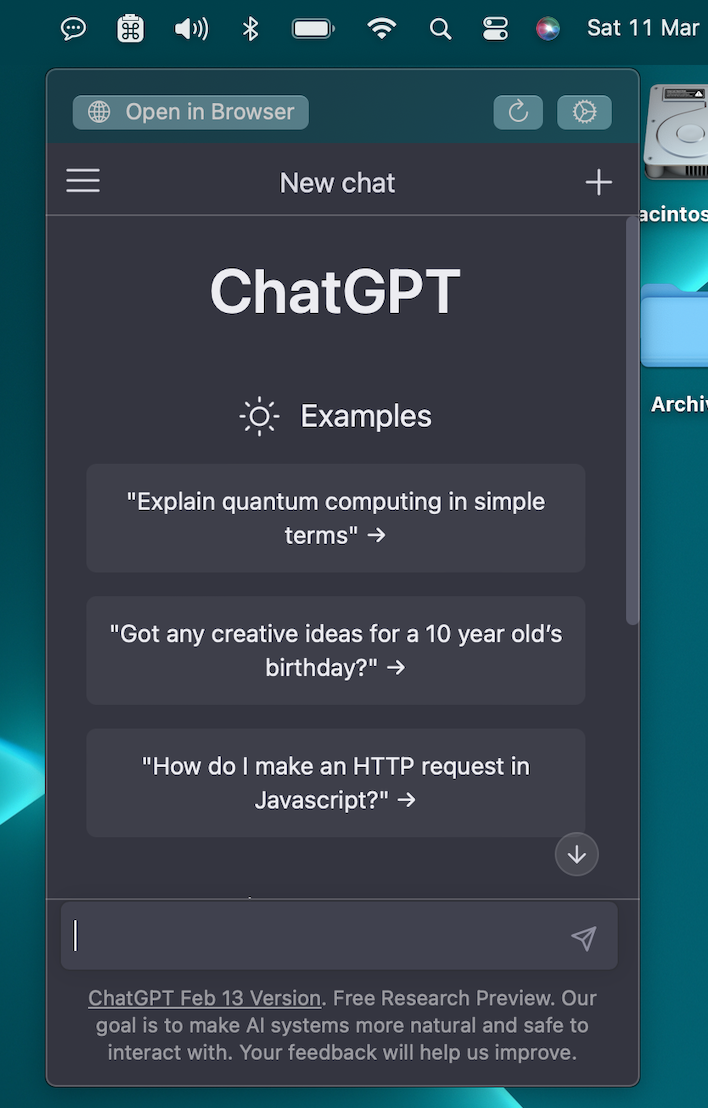 Sat 11 Mar
Open in Browser
New chat
acintos
ChatGPT
Examples
Archiv
"Explain quantum computing in simple
terms" →
"Got any creative ideas for a 10 year old’s
birthday?" →
"How do I make an HTTP request in
Javascript?" →
ChatGPT Feb 13 Version. Free Research Preview. Our
goal is to make AI systems more natural and safe to
interact with. Your feedback will help us improve.